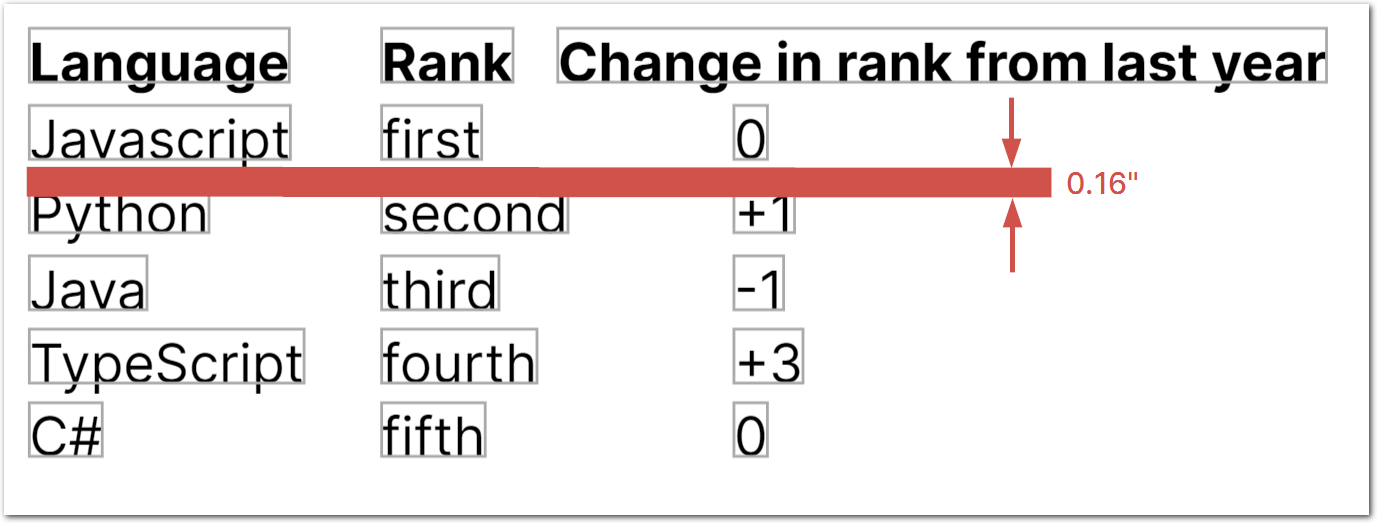 Language Rank Change in rank from last year
Javascript first 0
0.16"
Python second +1
Java third -1
TypeScript fourth +3
C# fifth 0